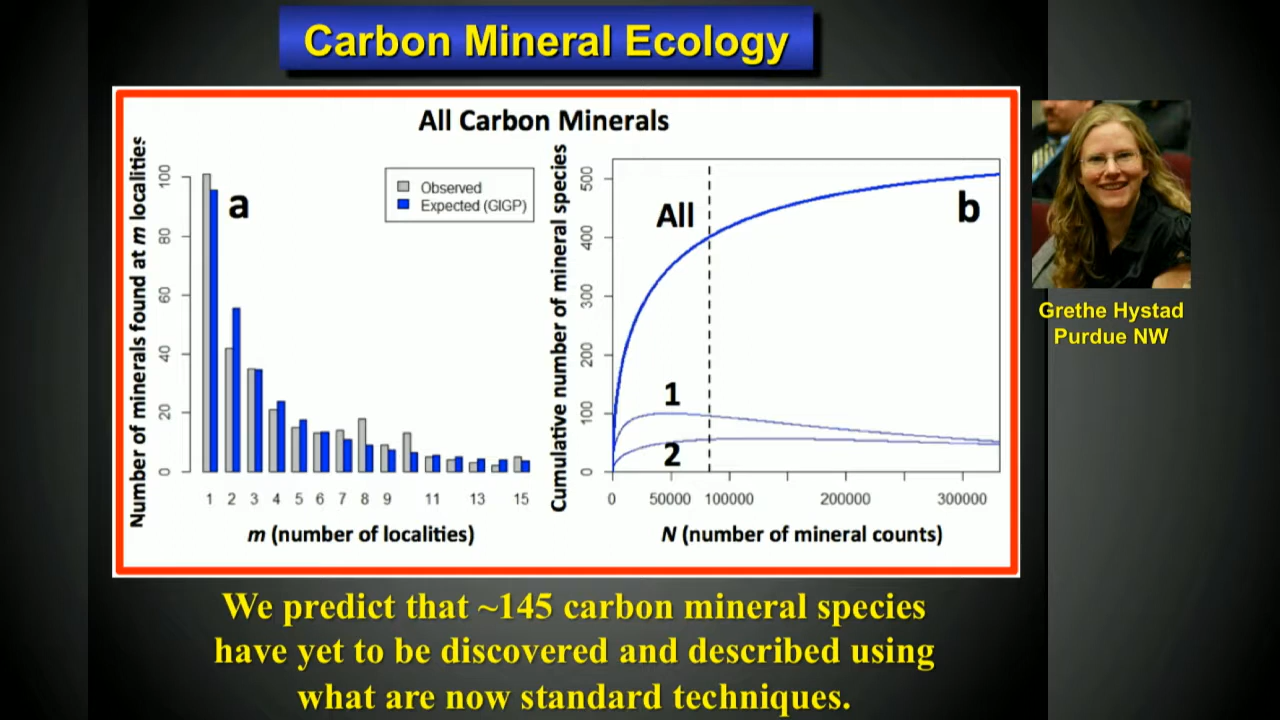 Carbon Mineral Ecology
All Carbon Minerals
Number of minerals found at m localities
100
80
60
40
20
0
a
Observed
Expected (GIGP)
1 2 3 4 5 6 7 8 9 11 13 15
m (number of localities)
Cumulative number of mineral species
500
400
300
200
100
0
All
b
1
2
0 50000 100000 200000 300000
N (number of mineral counts)
Grethe Hystad
Purdue NW
We predict that ~145 carbon mineral species
have yet to be discovered and described using
what are now standard techniques.